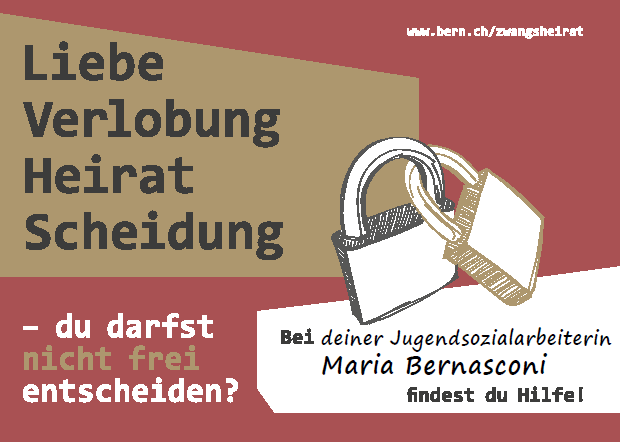 www.bern.ch/zwangsheirat
Liebe
Verlobung
Heirat
Scheidung
– du darfst
nicht frei
entscheiden?
Bei deiner Jugendsozialarbeiterin
Maria Bernasconi
findest du Hilfe!